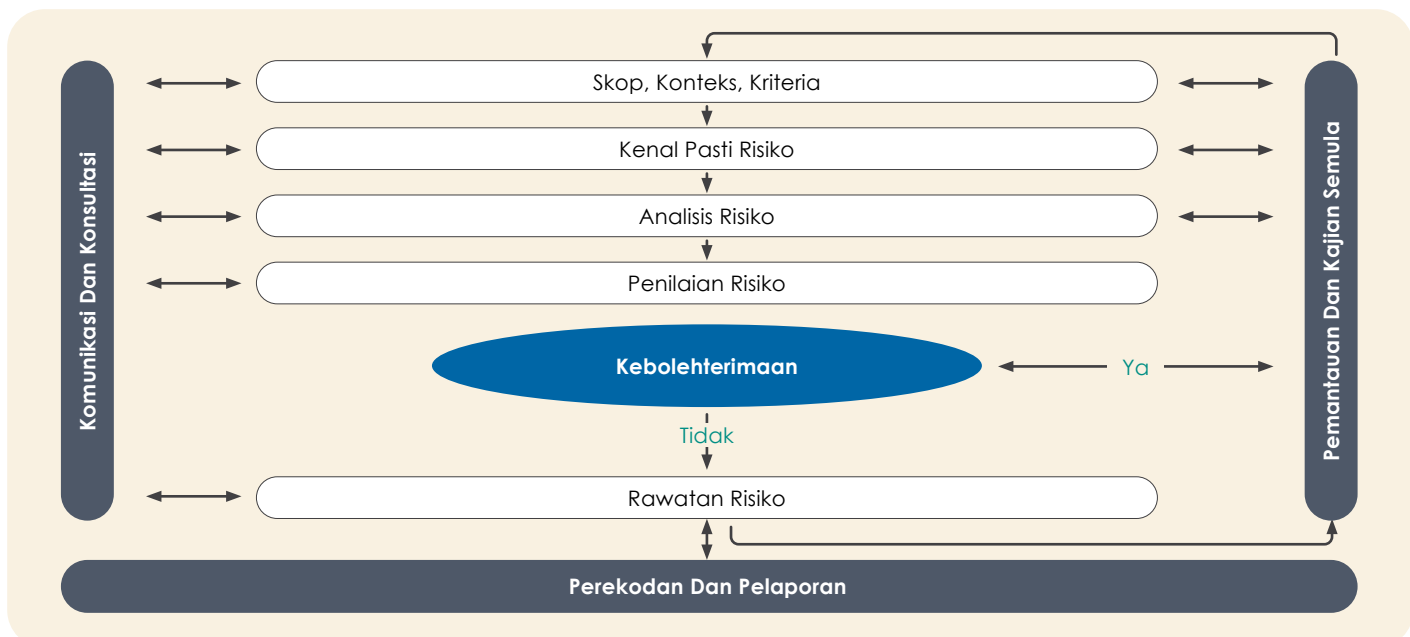 Komunikasi Dan Konsultasi
Skop, Konteks, Kriteria
Kenal Pasti Risiko
Analisis Risiko
Penilaian Risiko
Kebolehterimaan
Ya
Tidak
Rawatan Risiko
Pemantauan Dan Kajian Semula
Perekodan Dan Pelaporan